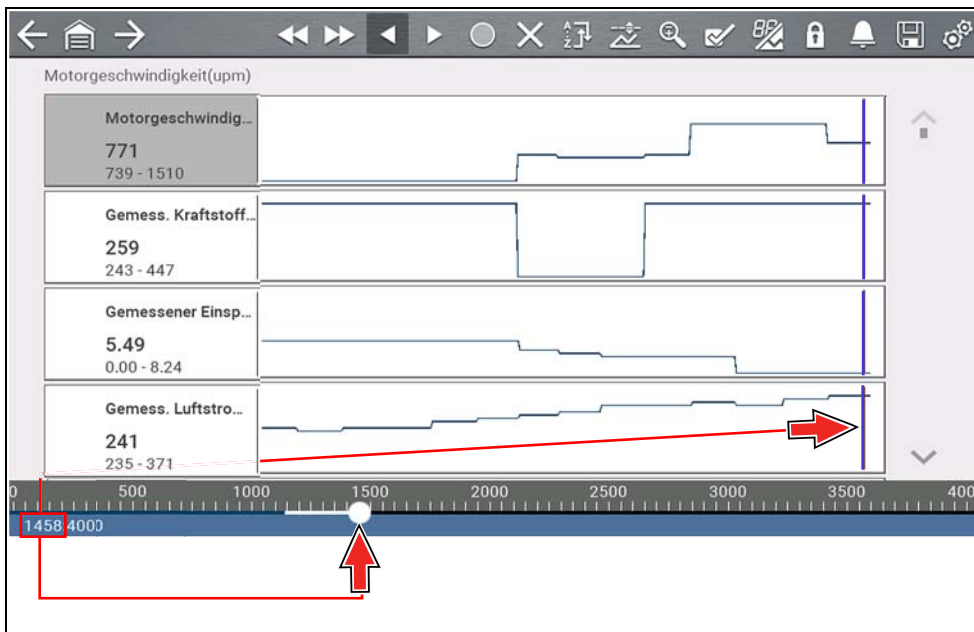 Motorgeschwindigkeit(upm)
Motorgeschwindig...
771
739 - 1510
Gemess. Kraftstoff...
259
243 - 447
Gemessener Einsp...
5.49
0.00 - 8.24
Gemess. Luftstro...
241
235 - 371
0 500 1000 1500 2000 2500 3000 3500 400
1458/4000